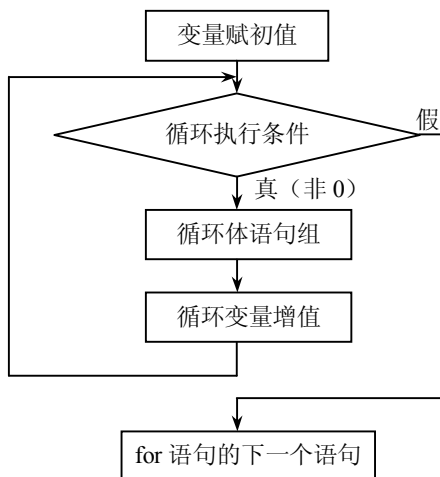 变量赋初值
循环执行条件
假
真（非 0）
循环体语句组
循环变量增值
for 语句的下一个语句